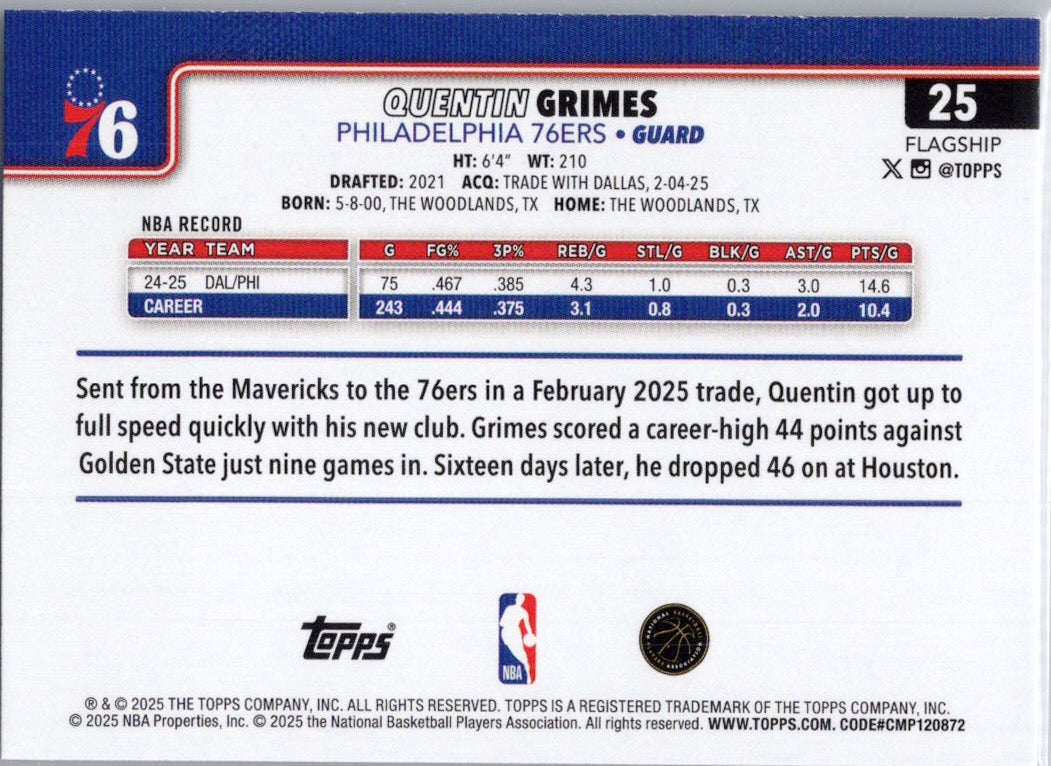 76
QUENTIN GRIMES
25
PHILADELPHIA 76ERS • GUARD
FLAGSHIP
@TOPPS
HT: 6'4" WT: 210
DRAFTED: 2021 ACQ: TRADE WITH DALLAS, 2-04-25
BORN: 5-8-00, THE WOODLANDS, TX HOME: THE WOODLANDS, TX
NBA RECORD
YEAR TEAM G FG% 3P% REB/G STL/G BLK/G AST/G PTS/G
24-25 DAL/PHI 75 .467 .385 4.3 1.0 0.3 3.0 14.6
CAREER 243 .444 .375 3.1 0.8 0.3 2.0 10.4
Sent from the Mavericks to the 76ers in a February 2025 trade, Quentin got up to
full speed quickly with his new club. Grimes scored a career-high 44 points against
Golden State just nine games in. Sixteen days later, he dropped 46 on at Houston.
Topps®
NBA
NATIONAL BASKETBALL PLAYERS ASSOCIATION
® & © 2025 THE TOPPS COMPANY, INC. ALL RIGHTS RESERVED. TOPPS IS A REGISTERED TRADEMARK OF THE TOPPS COMPANY, INC.
© 2025 NBA Properties, Inc. © 2025 the National Basketball Players Association. All rights reserved. WWW.TOPPS.COM. CODE#CMP120872